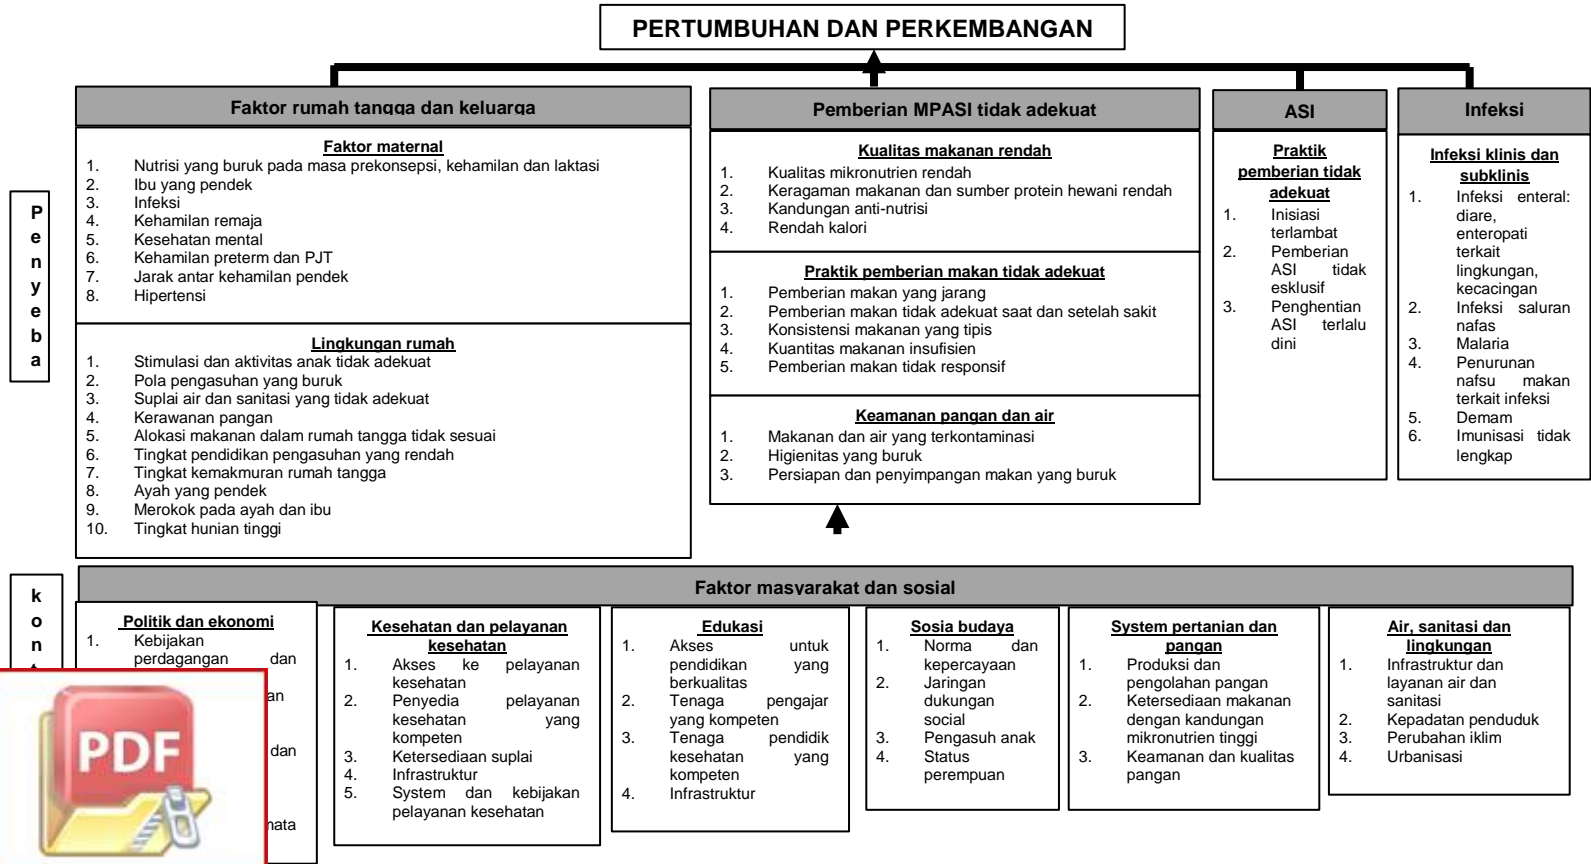 PERTUMBUHAN DAN PERKEMBANGAN
Faktor rumah tangga dan keluarga
Faktor maternal
1. Nutrisi yang buruk pada masa prekonsepsi, kehamilan dan laktasi
2. Ibu yang pendek
3. Infeksi
4. Kehamilan remaja
5. Kesehatan mental
6. Kehamilan preterm dan PJT
7. Jarak antar kehamilan pendek
8. Hipertensi
Lingkungan rumah
1. Stimulasi dan aktivitas anak tidak adekuat
2. Pola pengasuhan yang buruk
3. Suplai air dan sanitasi yang tidak adekuat
4. Kerawanan pangan
5. Alokasi makanan dalam rumah tangga tidak sesuai
6. Tingkat pendidikan pengasuhan yang rendah
7. Tingkat kemakmuran rumah tangga
8. Ayah yang pendek
9. Merokok pada ayah dan ibu
10. Tingkat hunian tinggi
Pemberian MPASI tidak adekuat
Kualitas makanan rendah
1. Kualitas mikronutrien rendah
2. Keragaman makanan dan sumber protein hewani rendah
3. Kandungan anti-nutrisi
4. Rendah kalori
Praktik pemberian makan tidak adekuat
1. Pemberian makan yang jarang
2. Pemberian makan tidak adekuat saat dan setelah sakit
3. Konsistensi makanan yang tipis
4. Kuantitas makanan insufisien
5. Pemberian makan tidak responsif
Keamanan pangan dan air
1. Makanan dan air yang terkontaminasi
2. Higienitas yang buruk
3. Persiapan dan penyimpangan makan yang buruk
ASI
Praktik
pemberian tidak
adekuat
1. Inisiasi
terlambat
2. Pemberian
ASI tidak
esklusif
3. Penghentian
ASI terlalu
dini
Infeksi
Infeksi klinis dan
subklinis
1. Infeksi enteral:
diare,
enteropati
terkait
lingkungan,
kecacingan
2. Infeksi saluran
nafas
3. Malaria
4. Penurunan
nafsu makan
terkait infeksi
5. Demam
6. Imunisasi tidak
lengkap
P
e
n
y
e
b
a
k
o
n
Faktor masyarakat dan sosial
Politik dan ekonomi
1. Kebijakan
perdagangan dan
dan
Kesehatan dan pelayanan
kesehatan
1. Akses ke pelayanan
kesehatan
2. Penyedia pelayanan
kesehatan yang
kompeten
3. Ketersediaan suplai
4. Infrastruktur
5. System dan kebijakan
pelayanan kesehatan
Edukasi
1. Akses untuk
pendidikan yang
berkualitas
2. Tenaga pengajar
yang kompeten
3. Tenaga pendidik
kesehatan yang
kompeten
4. Infrastruktur
Sosia budaya
1. Norma dan
kepercayaan
2. Jaringan
dukungan
social
3. Pengasuh anak
4. Status
perempuan
System pertanian dan
pangan
1. Produksi dan
pengolahan pangan
2. Ketersediaan makanan
dengan kandungan
mikronutrien tinggi
3. Keamanan dan kualitas
pangan
Air, sanitasi dan
lingkungan
1. Infrastruktur dan
layanan air dan
sanitasi
2. Kepadatan penduduk
3. Perubahan iklim
4. Urbanisasi
PDF